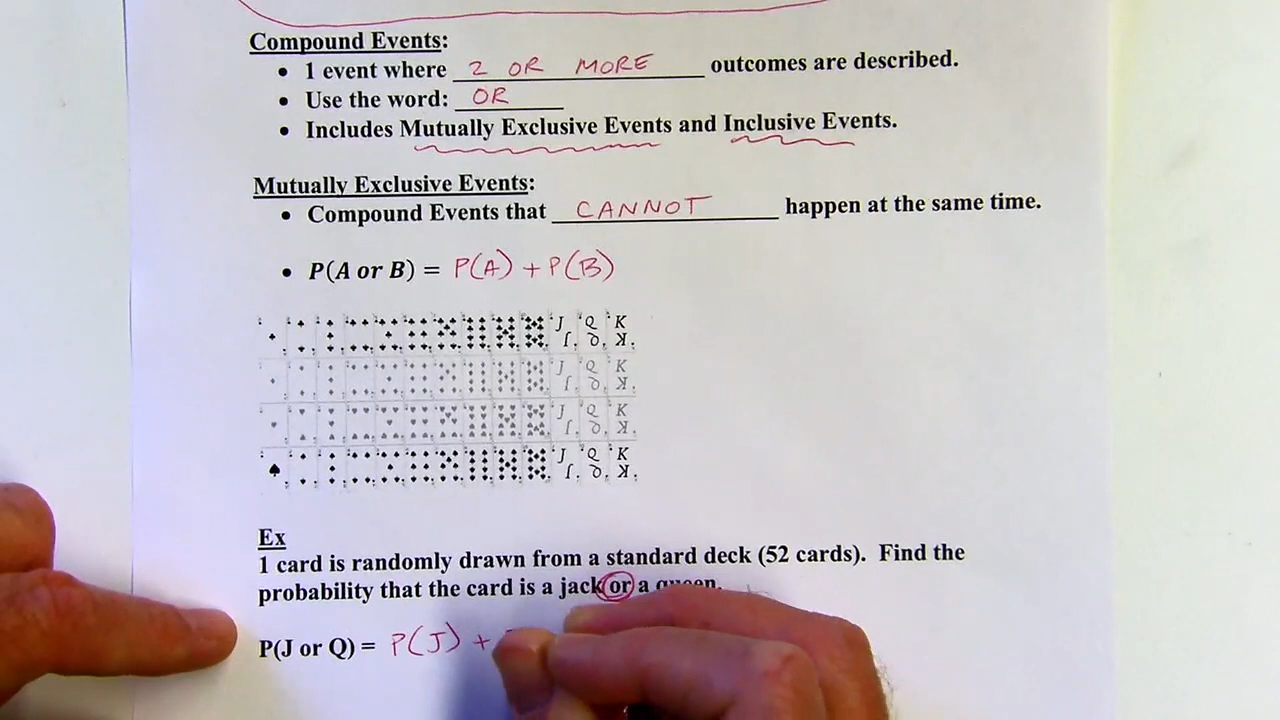 Compound Events:
• 1 event where 2 OR MORE outcomes are described.
• Use the word: OR
• Includes Mutually Exclusive Events and Inclusive Events.
Mutually Exclusive Events:
• Compound Events that CANNOT happen at the same time.
• P(A or B) = P(A) + P(B)
J Q K
J Q K
J Q K
J Q K
Ex
1 card is randomly drawn from a standard deck (52 cards). Find the
probability that the card is a jack or a queen.
P(J or Q) = P(J) +